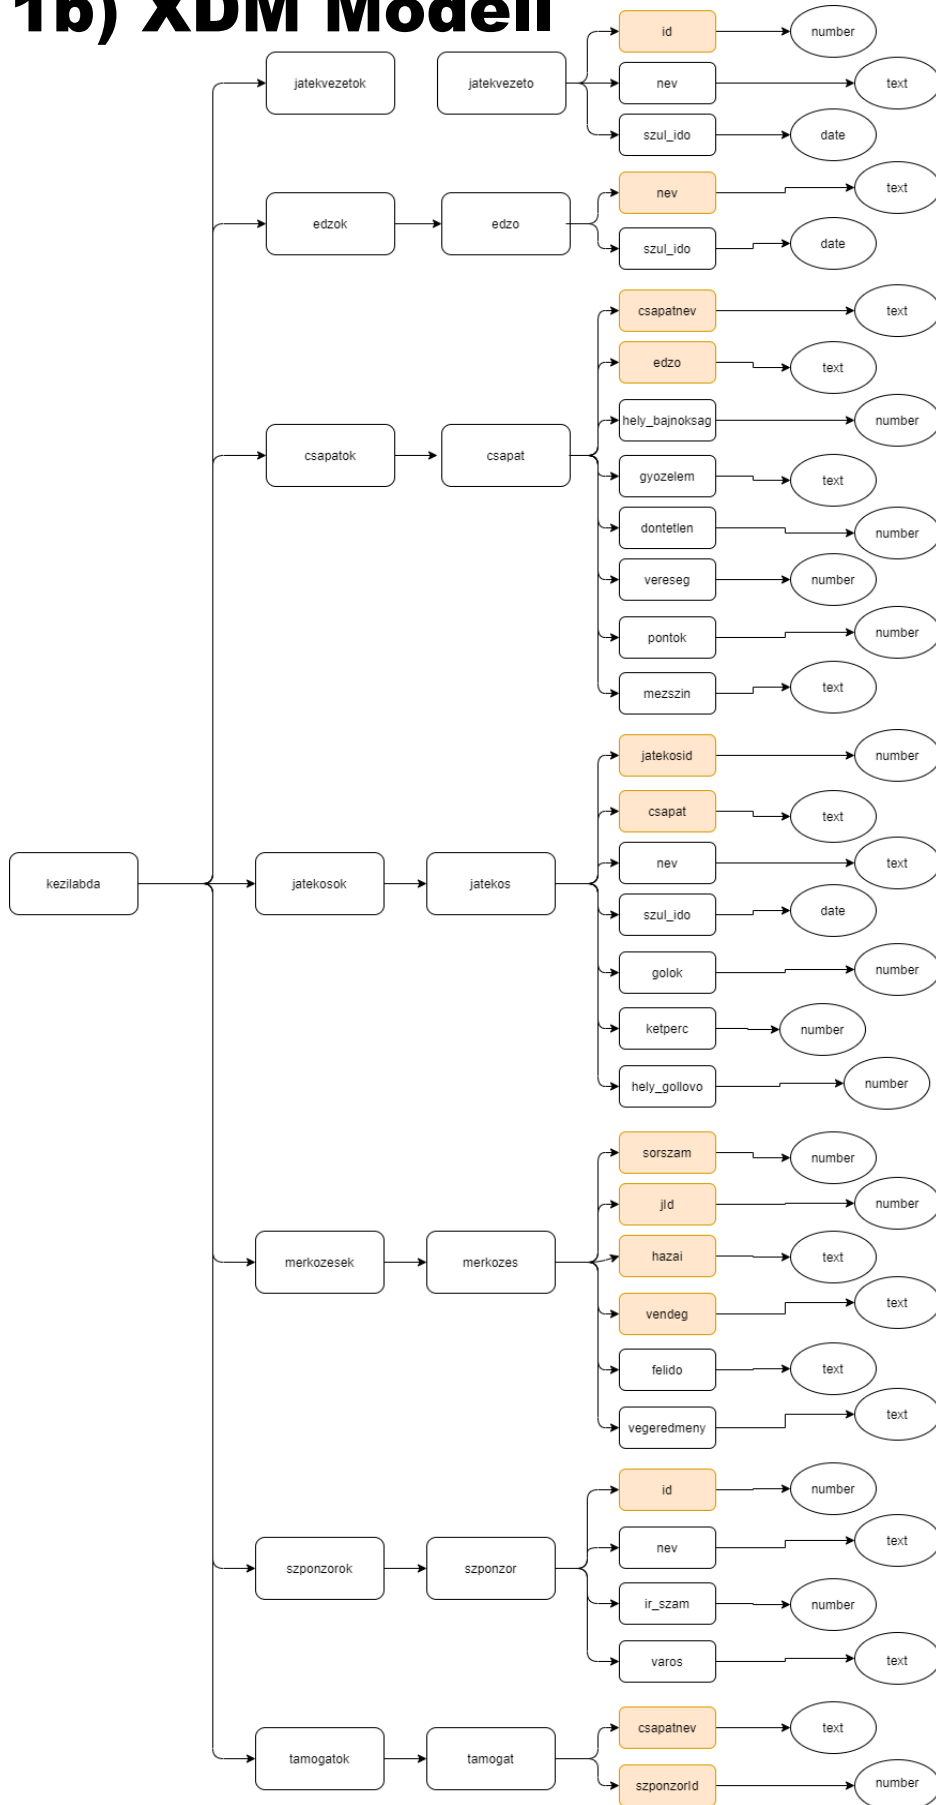 1b) XDM Modell
id
number
jatekvezetok
jatekvezeto
nev
text
szul_ido
date
nev
text
edzok
edzo
szul_ido
date
csapatnev
text
edzo
text
hely_bajnoksag
number
csapatok
csapat
gyozelem
text
dontetlen
number
vereseg
number
pontok
number
mezszin
text
jatekosid
number
csapat
text
nev
text
kezilabda
jatekosok
jatekos
szul_ido
date
golok
number
ketperc
number
hely_gollovo
number
sorszam
number
jId
number
hazai
text
merkozesek
merkozes
vendeg
text
felido
text
vegeredmeny
text
id
number
nev
text
szponzorok
szponzor
ir_szam
number
varos
text
csapatnev
text
tamogatok
tamogat
szponzorId
number